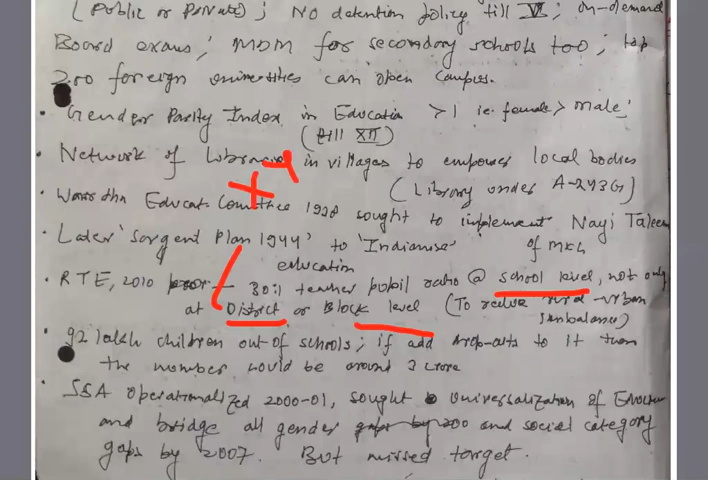 (Public or Private); No detention policy till VI; on-demand
Board exams; MDM for secondary schools too; top
200 foreign universities can open campus.
• Gender Parity Index in Education >1 i.e. female > male
(till XII)
• Network of Libraries in villages to empower local bodies
(Library under A-243G)
• Wardha Educat. Committee 1938 sought to implement Nayi Taleem
of MKG
• Later 'Sargent Plan 1944' to 'Indianise'
education
• RTE, 2010 — 30:1 teacher pupil ratio @ school level, not only
at District or Block level (To reduce rural-urban
imbalance)
• 92 lakh children out of schools; if add drop-outs to it then
the number would be around 2 crore
• SSA operationalized 2000-01, sought universalization of
and bridge all gender gaps by 200 and social category
gaps by 2007. But missed target.